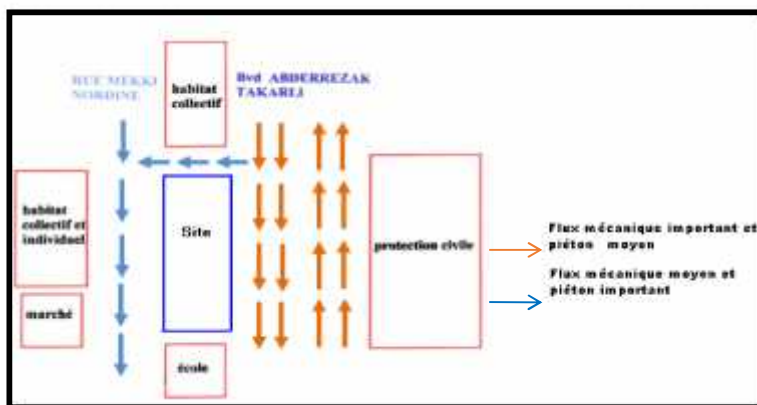 RUE MEKKI
NORDINE
habitat
collectif
Bvd ABDERREZAK
TAKARLI
habitat
collectif et
individuel
Site
protection civile
marché
école
Flux mécanique important et
piéton moyen
Flux mécanique moyen et
piéton important